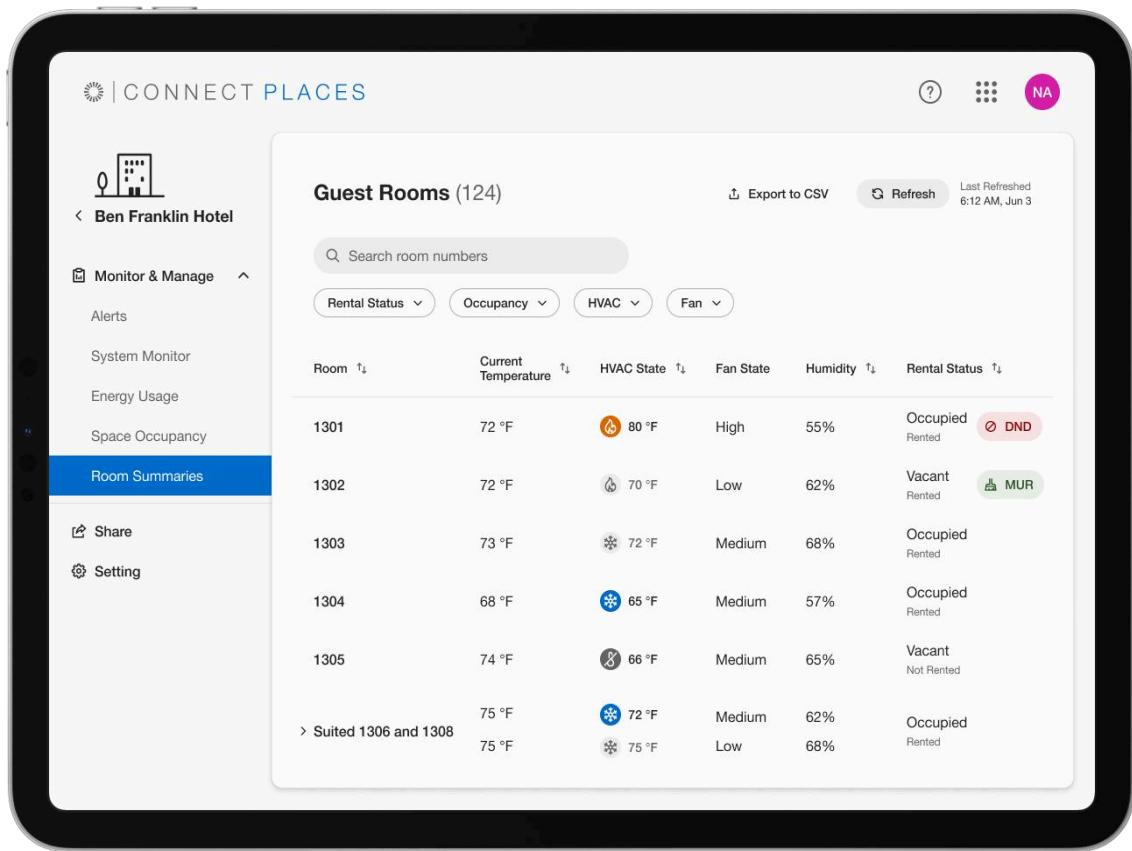 CONNECT PLACES
NA
Ben Franklin Hotel
Monitor & Manage
Alerts
System Monitor
Energy Usage
Space Occupancy
Room Summaries
Share
Setting
Guest Rooms (124)
Export to CSV
Refresh
Last Refreshed
6:12 AM, Jun 3
Search room numbers
Rental Status
Occupancy
HVAC
Fan
Room
Current
Temperature
HVAC State
Fan State
Humidity
Rental Status
1301 72 °F 80 °F High 55% Occupied
Rented
DND
1302 72 °F 70 °F Low 62% Vacant
Rented
MUR
1303 73 °F 72 °F Medium 68% Occupied
Rented
1304 68 °F 65 °F Medium 57% Occupied
Rented
1305 74 °F 66 °F Medium 65% Vacant
Not Rented
Suited 1306 and 1308
75 °F 72 °F Medium 62%
75 °F 75 °F Low 68%
Occupied
Rented